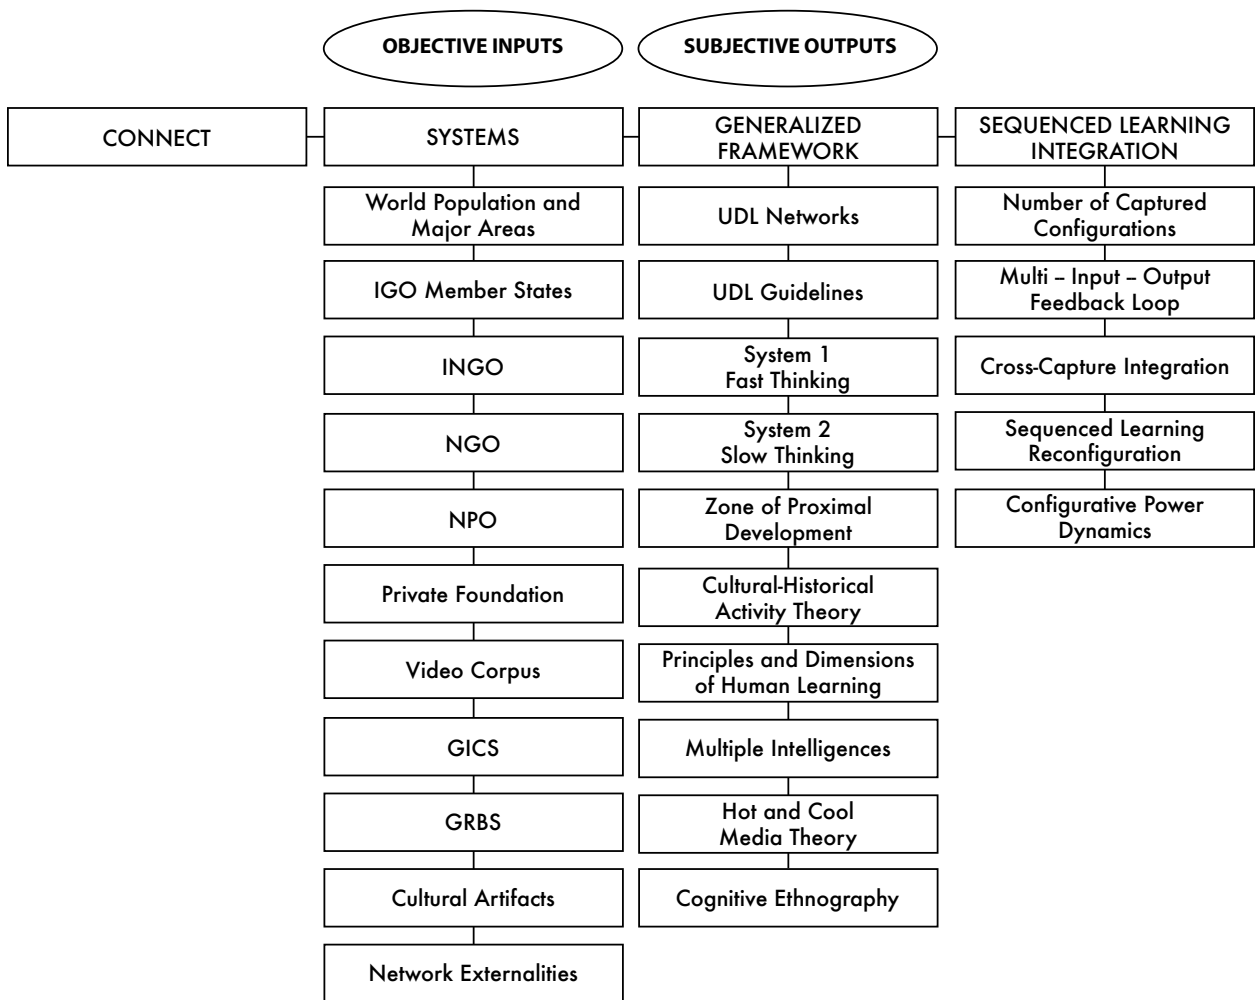 OBJECTIVE INPUTS
SUBJECTIVE OUTPUTS
CONNECT
SYSTEMS
GENERALIZED
FRAMEWORK
SEQUENCED LEARNING
INTEGRATION
World Population and
Major Areas
IGO Member States
INGO
NGO
NPO
Private Foundation
Video Corpus
GICS
GRBS
Cultural Artifacts
Network Externalities
UDL Networks
UDL Guidelines
System 1
Fast Thinking
System 2
Slow Thinking
Zone of Proximal
Development
Cultural-Historical
Activity Theory
Principles and Dimensions
of Human Learning
Multiple Intelligences
Hot and Cool
Media Theory
Cognitive Ethnography
Number of Captured
Configurations
Multi – Input – Output
Feedback Loop
Cross-Capture Integration
Sequenced Learning
Reconfiguration
Configurative Power
Dynamics